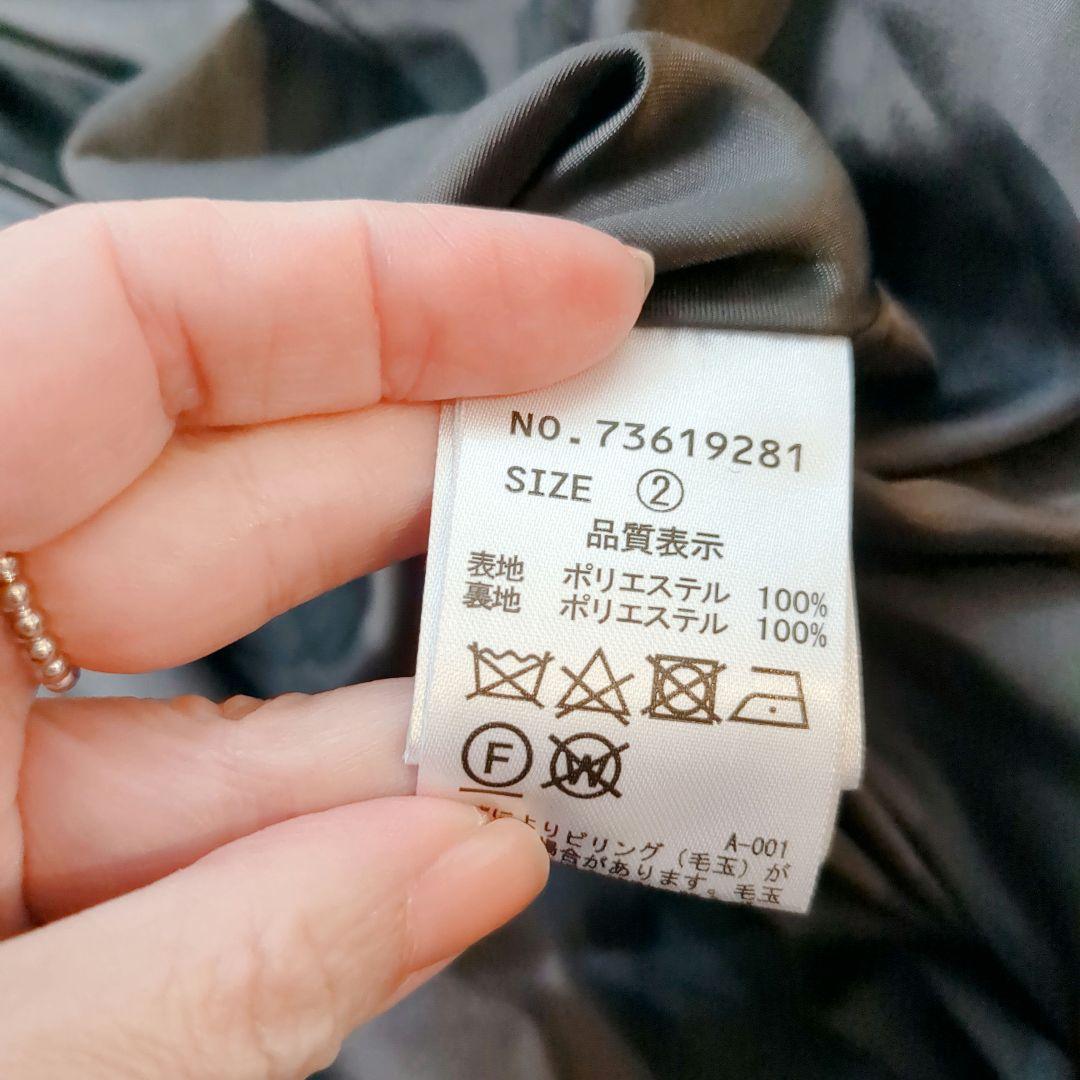 NO.73619281
SIZE ②
品質表示
表地 ポリエステル 100%
裏地 ポリエステル 100%
F W
A-001
よりピリング(毛玉)が
場合があります。毛玉